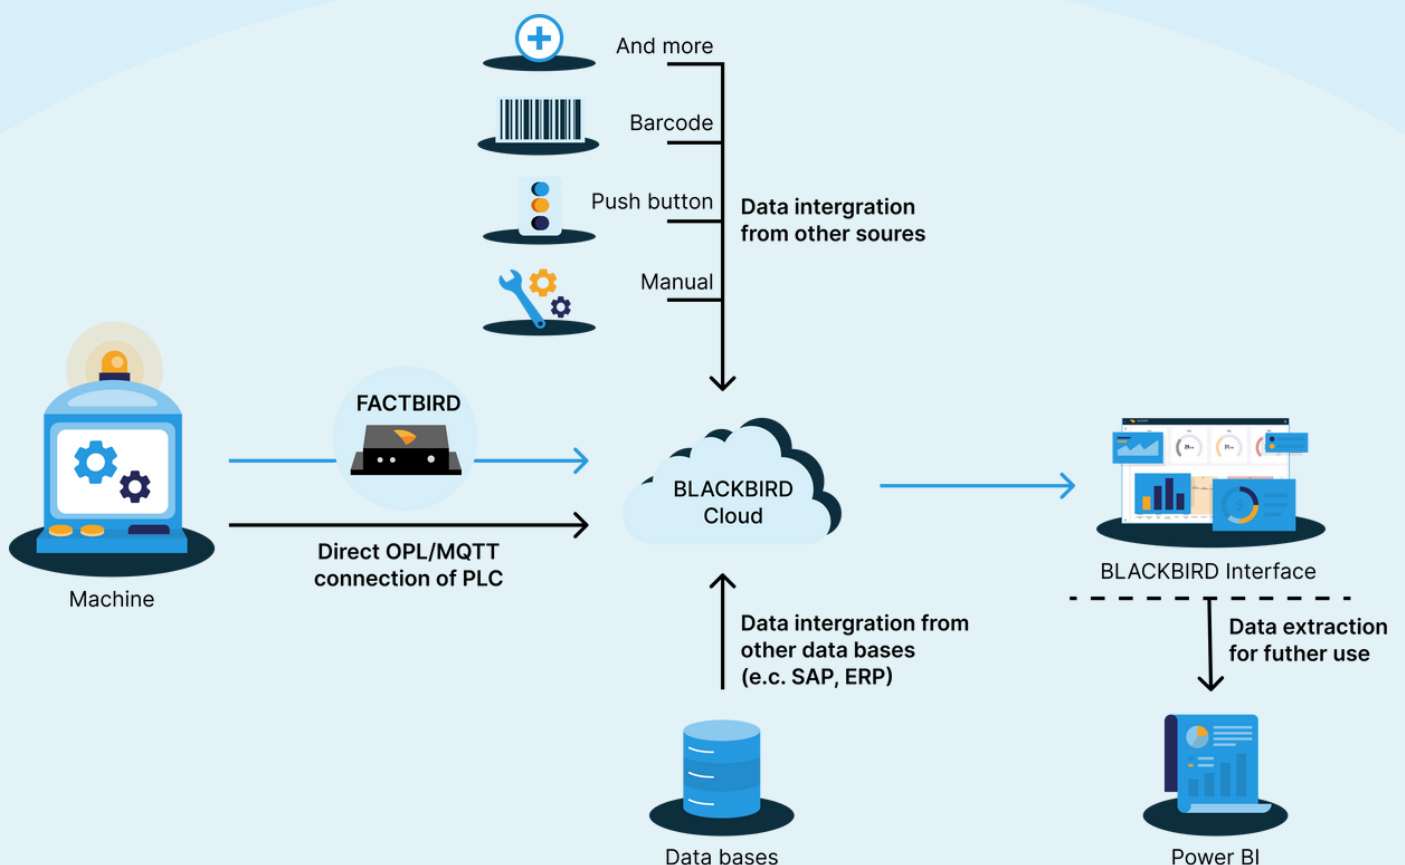 And more
Barcode
Push button
Data intergration
from other soures
Manual
FACTBIRD
BLACKBIRD
Cloud
Direct OPL/MQTT
connection of PLC
Machine
BLACKBIRD Interface
Data intergration from
other data bases
(e.c. SAP, ERP)
Data extraction
for futher use
Data bases
Power BI